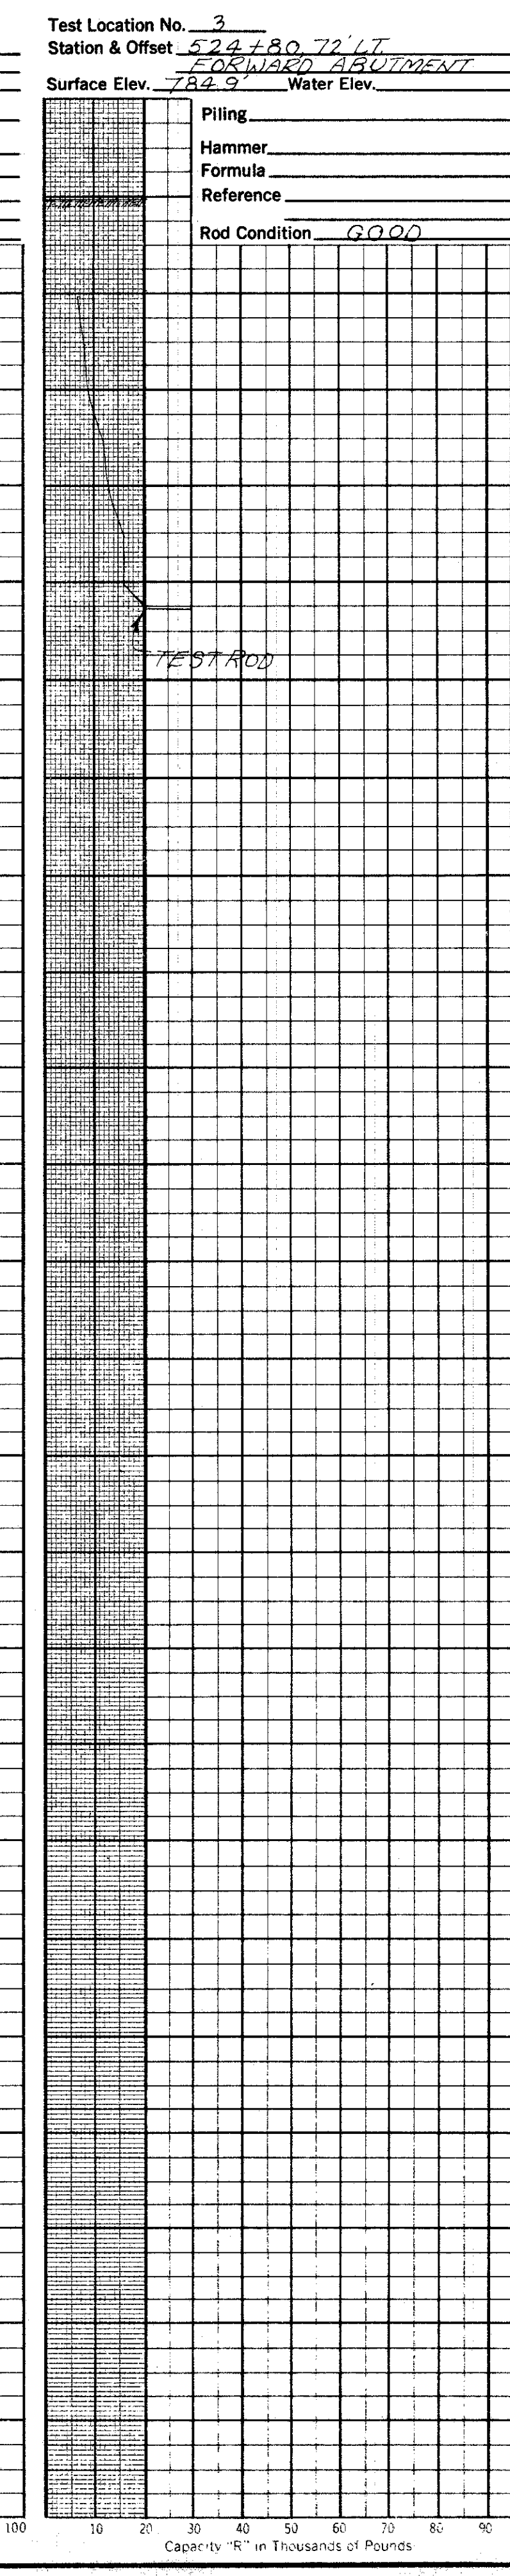 Test Location No. 3
Station & Offset 524+80, 72' LT.
FORWARD ABUTMENT
Surface Elev. 784.9' Water Elev.
Piling
Hammer
Formula
Reference
Rod Condition GOOD
TEST ROD
100 10 20 30 40 50 60 70 80 90
Capacity "R" in Thousands of Pounds